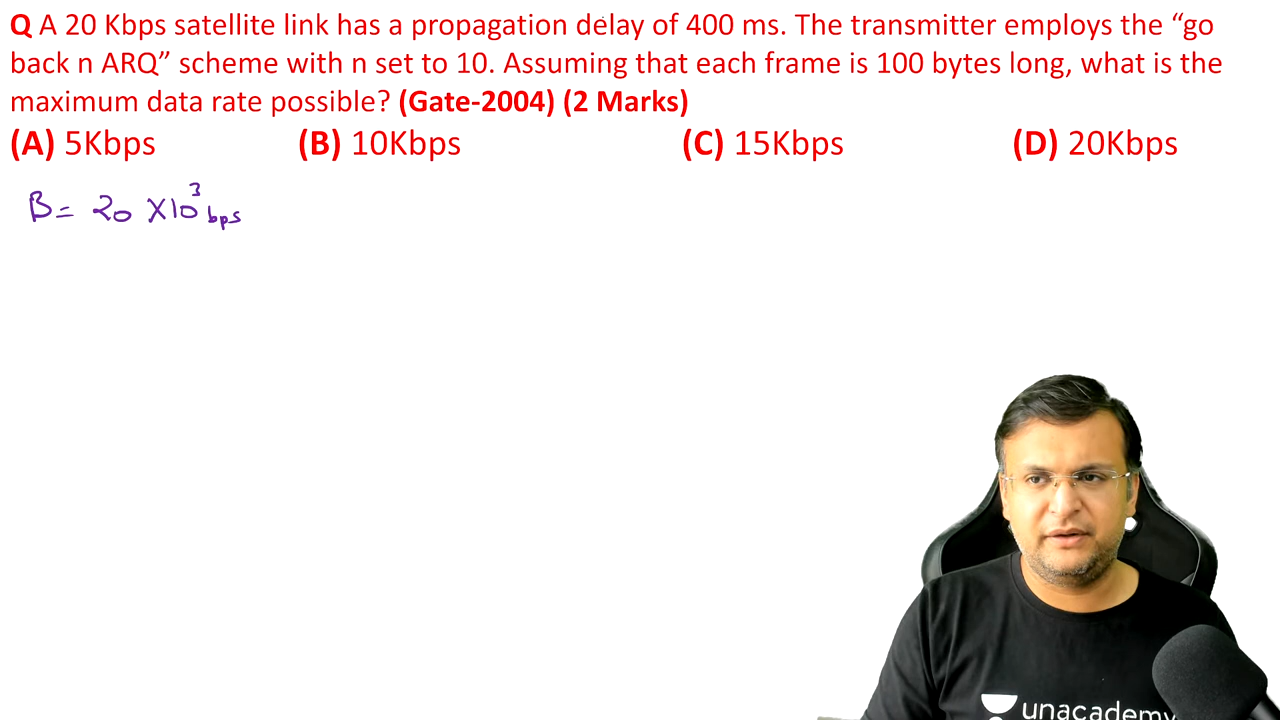 Q A 20 Kbps satellite link has a propagation delay of 400 ms. The transmitter employs the “go
back n ARQ” scheme with n set to 10. Assuming that each frame is 100 bytes long, what is the
maximum data rate possible? (Gate-2004) (2 Marks)
(A) 5Kbps (B) 10Kbps (C) 15Kbps (D) 20Kbps
B= 20 X10³ bps
unacademy